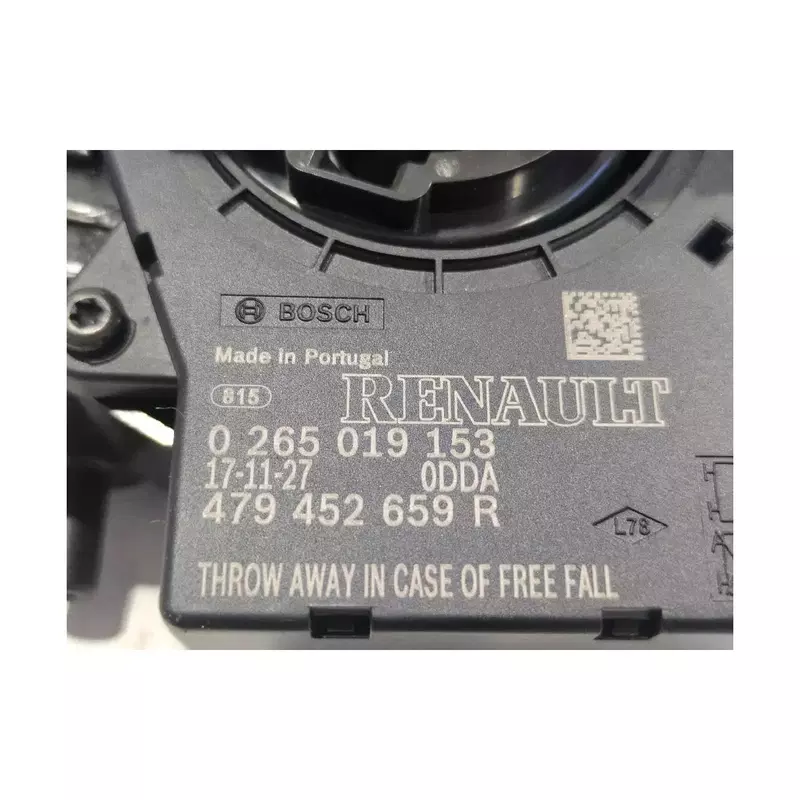 BOSCH
Made in Portugal
815 RENAULT
0 265 019 153
17-11-27 0DDA
479 452 659 R
L78
THROW AWAY IN CASE OF FREE FALL